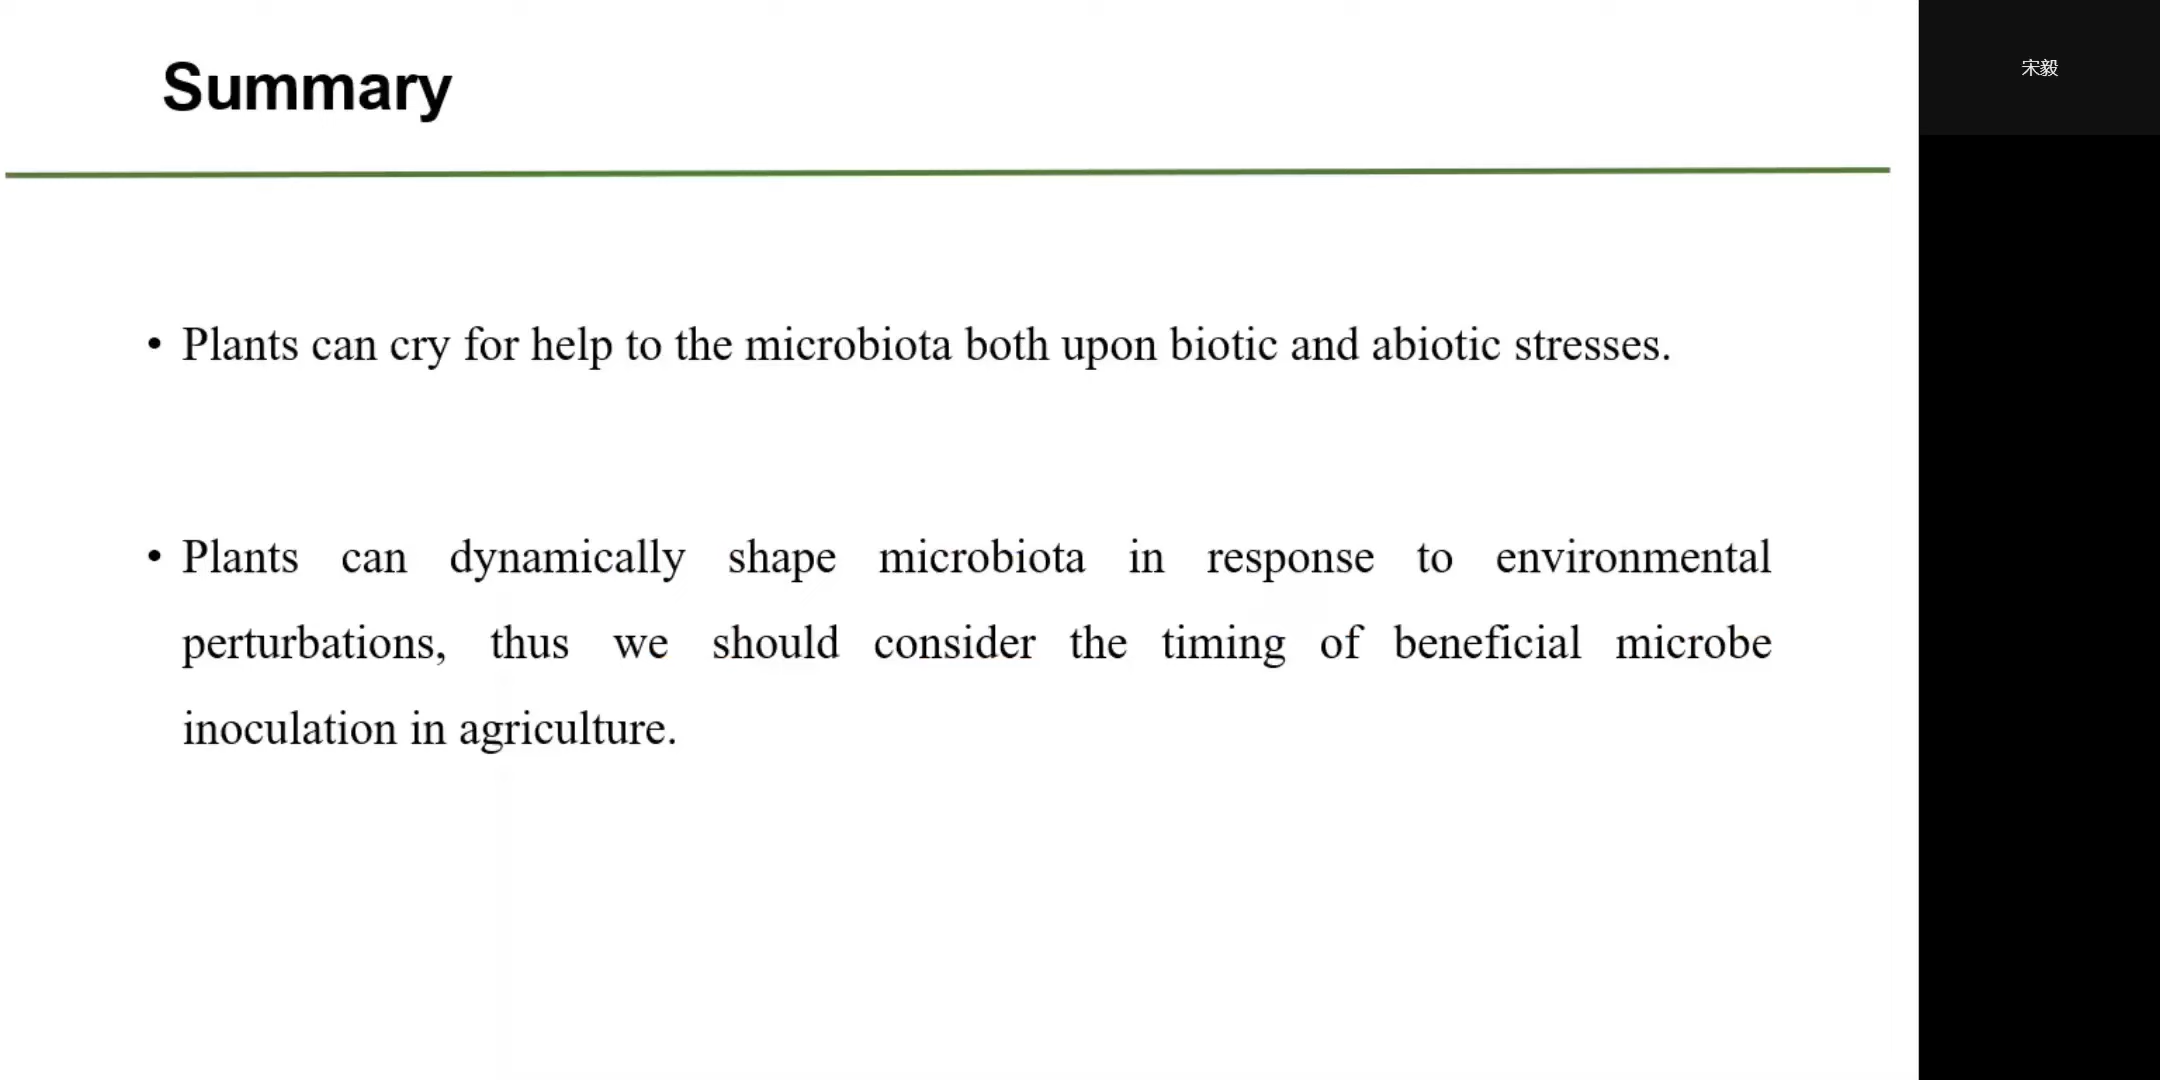 Summary
宋毅
• Plants can cry for help to the microbiota both upon biotic and abiotic stresses.
• Plants can dynamically shape microbiota in response to environmental
perturbations, thus we should consider the timing of beneficial microbe
inoculation in agriculture.